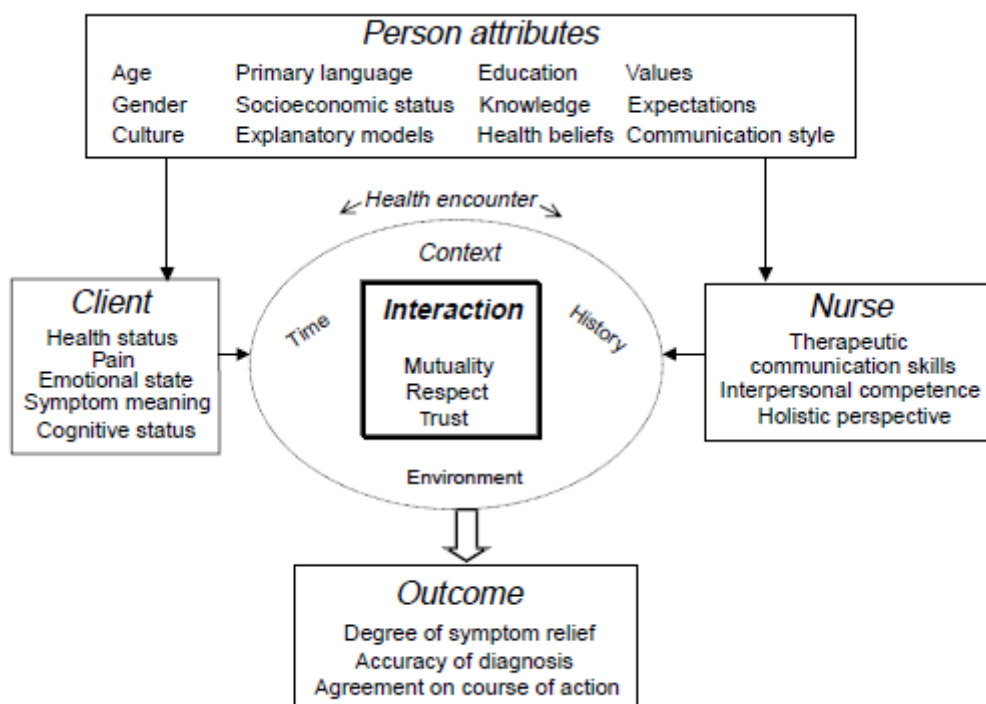 Person attributes
Age Primary language Education Values
Gender Socioeconomic status Knowledge Expectations
Culture Explanatory models Health beliefs Communication style
Health encounter
Context
Time
History
Interaction
Mutuality
Respect
Trust
Environment
Client
Health status
Pain
Emotional state
Symptom meaning
Cognitive status
Nurse
Therapeutic
communication skills
Interpersonal competence
Holistic perspective
Outcome
Degree of symptom relief
Accuracy of diagnosis
Agreement on course of action